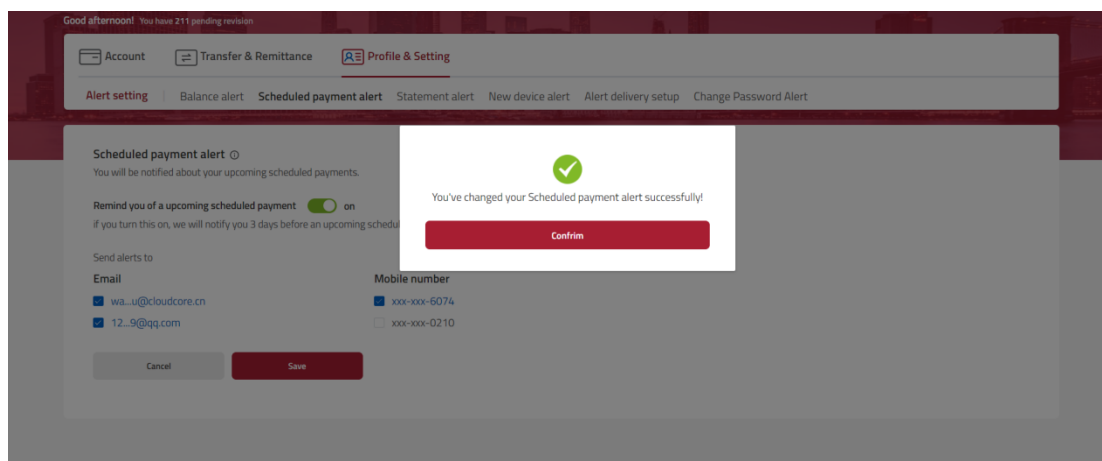 Good afternoon! You have 211 pending revision
Account Transfer & Remittance Profile & Setting
Alert setting Balance alert Scheduled payment alert Statement alert New device alert Alert delivery setup Change Password Alert
Scheduled payment alert
You will be notified about your upcoming scheduled payments.
Remind you of a upcoming scheduled payment on
if you turn this on, we will notify you 3 days before an upcoming
You've changed your Scheduled payment alert successfully!
Confrim
Send alerts to
Email Mobile number
wa...u@cloudcore.cn xxx-xxx-6074
12...9@qq.com xxx-xxx-0210
Cancel Save